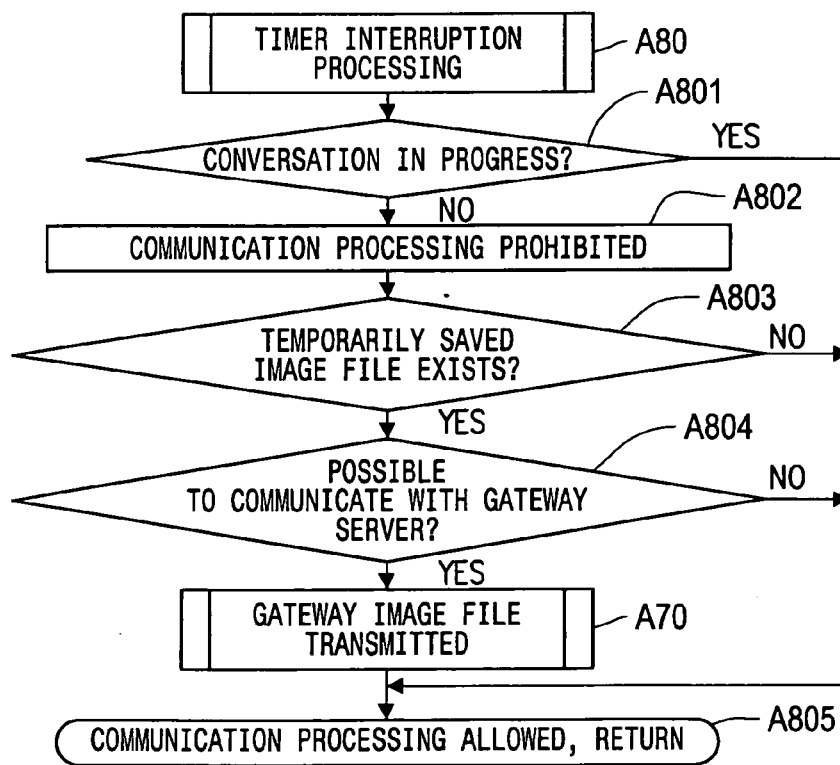 TIMER INTERRUPTION
PROCESSING
A80
A801
CONVERSATION IN PROGRESS?
YES
NO
A802
COMMUNICATION PROCESSING PROHIBITED
A803
TEMPORARILY SAVED
IMAGE FILE EXISTS?
NO
YES
A804
POSSIBLE
TO COMMUNICATE WITH GATEWAY
SERVER?
NO
YES
GATEWAY IMAGE FILE
TRANSMITTED
A70
A805
COMMUNICATION PROCESSING ALLOWED, RETURN